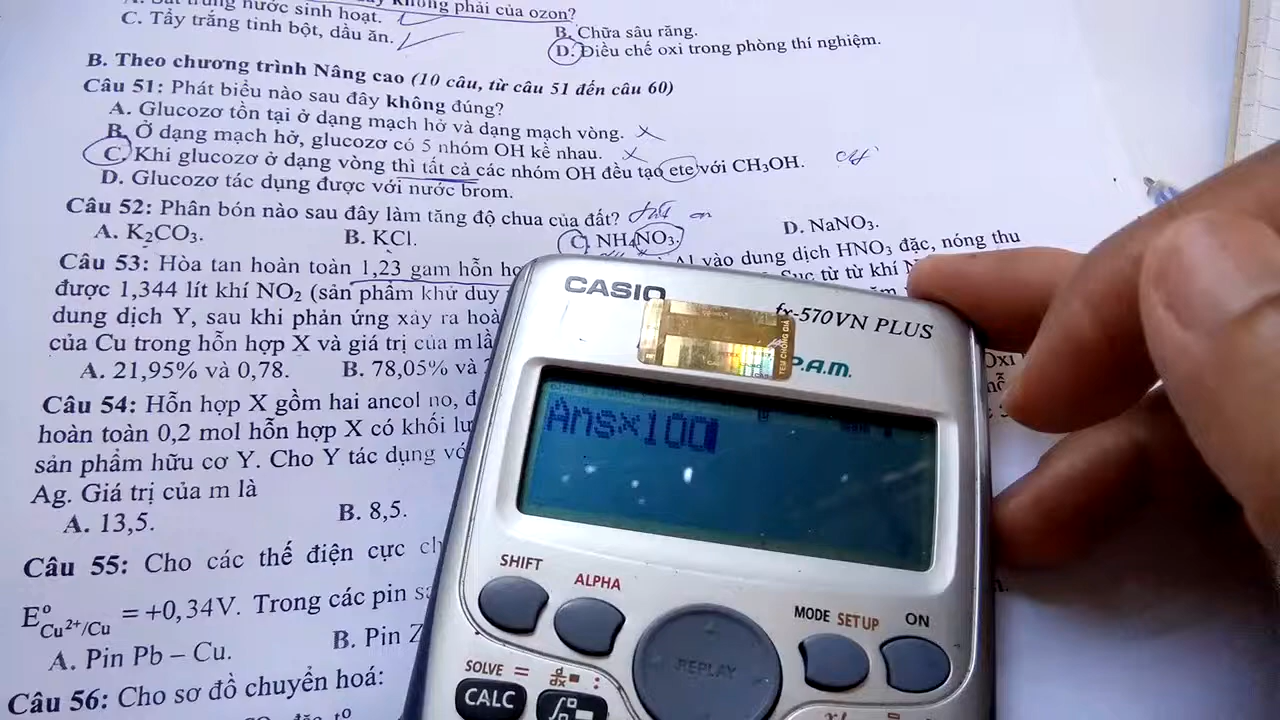 nước sinh hoạt.
không phải của ozon?
C. Tẩy trắng tinh bột, dầu ăn.
B. Chữa sâu răng.
D. Điều chế oxi trong phòng thí nghiệm.
B. Theo chương trình Nâng cao (10 câu, từ câu 51 đến câu 60)
Câu 51: Phát biểu nào sau đây không đúng?
A. Glucozơ tồn tại ở dạng mạch hở và dạng mạch vòng.
B. Ở dạng mạch hở, glucozơ có 5 nhóm OH kề nhau.
C. Khi glucozơ ở dạng vòng thì tất cả các nhóm OH đều tạo ete với CH₃OH.
D. Glucozơ tác dụng được với nước brom.
Câu 52: Phân bón nào sau đây làm tăng độ chua của đất?
A. K₂CO₃. B. KCl. C. NH₄NO₃. D. NaNO₃.
Câu 53: Hòa tan hoàn toàn 1,23 gam hỗn Al vào dung dịch HNO₃ đặc, nóng thu
được 1,344 lít khí NO₂ (sản phẩm khử duy từ từ khí
dung dịch Y, sau khi phản ứng xảy ra
của Cu trong hỗn hợp X và giá trị của m
A. 21,95% và 0,78. B. 78,05% và
Câu 54: Hỗn hợp X gồm hai ancol no,
hoàn toàn 0,2 mol hỗn hợp X có khối
sản phẩm hữu cơ Y. Cho Y tác dụng
Ag. Giá trị của m là
A. 13,5. B. 8,5.
Câu 55: Cho các thế điện cực
E°Cu²⁺/Cu = +0,34V. Trong các pin
A. Pin Pb – Cu. B. Pin
Câu 56: Cho sơ đồ chuyển hoá:
CASIO
fx-570VN PLUS
P.A.M.
Ans×100
SHIFT
ALPHA
MODE SETUP
ON
REPLAY
SOLVE =
CALC